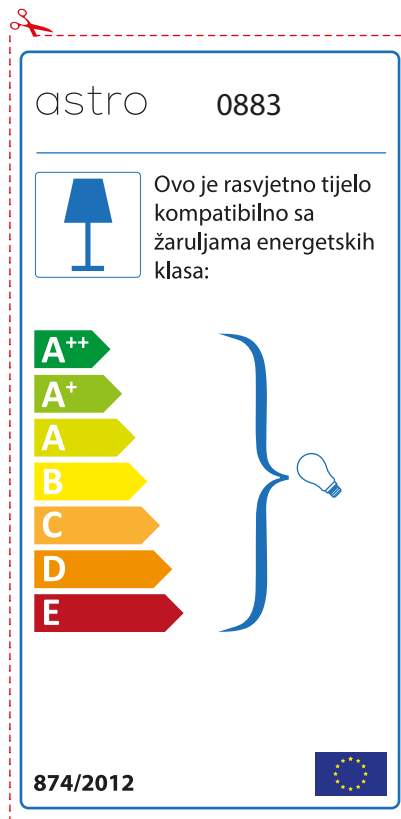 astro 0883
Ovo je rasvjetno tijelo
kompatibilno sa
žaruljama energetskih
klasa:
A++
A+
A
B
C
D
E
874/2012